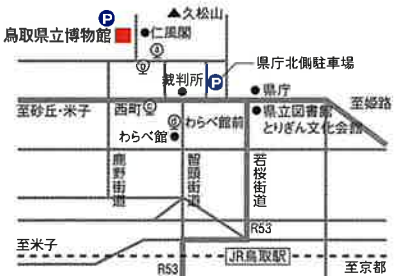 ▲久松山
P
鳥取県立博物館
仁風閣
ⓐ
ⓑ
裁判所
P
県庁北側駐車場
県庁
至姫路
至砂丘・米子
西町
ⓒ
ⓓ
わらべ館前
県立図書館
とりぎん文化会館
わらべ館
鹿野街道
智頭街道
若桜街道
R53
至米子
JR鳥取駅
R53
至京都